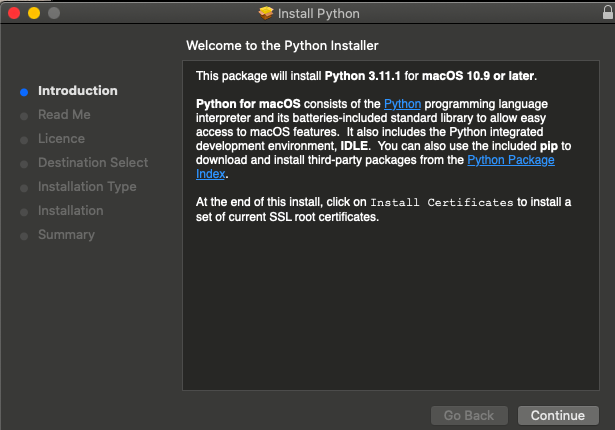 Install Python
Welcome to the Python Installer
Introduction
Read Me
Licence
Destination Select
Installation Type
Installation
Summary
This package will install Python 3.11.1 for macOS 10.9 or later.
Python for macOS consists of the Python programming language
interpreter and its batteries-included standard library to allow easy
access to macOS features. It also includes the Python integrated
development environment, IDLE. You can also use the included pip to
download and install third-party packages from the Python Package
Index.
At the end of this install, click on Install Certificates to install a
set of current SSL root certificates.
Go Back
Continue